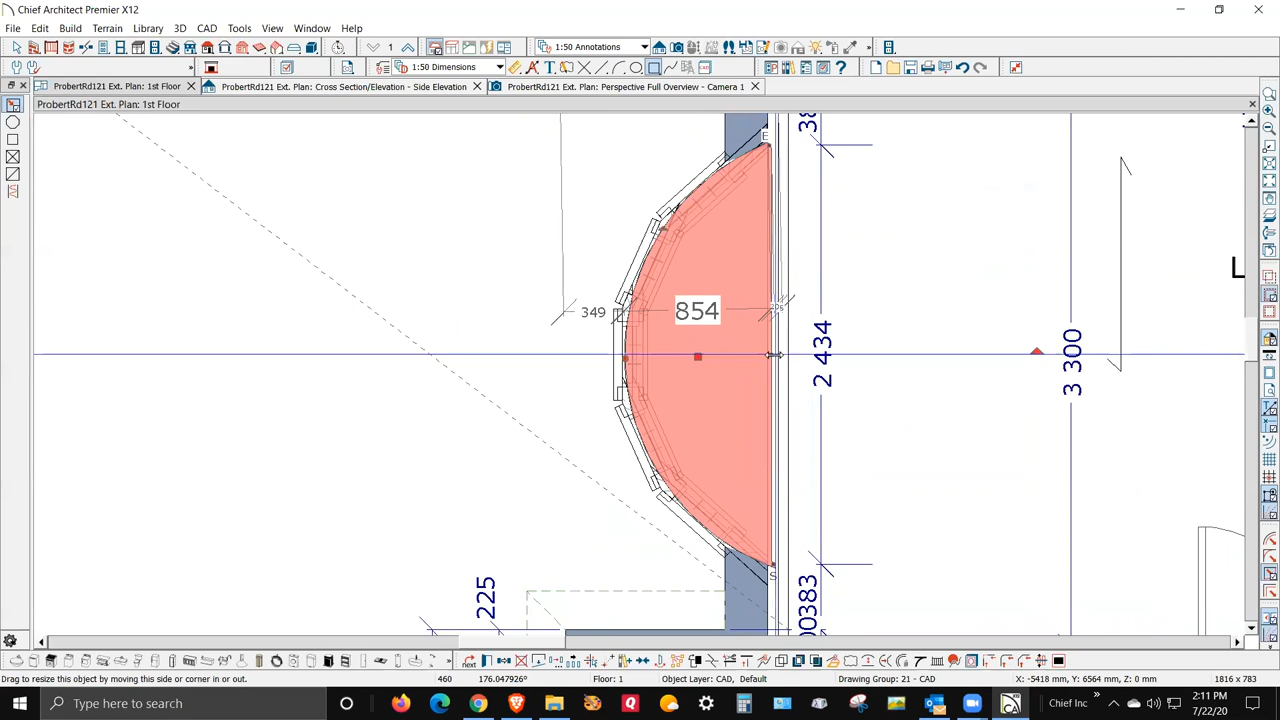 Chief Architect Premier X12
File Edit Build Terrain Library 3D CAD Tools View Window Help
1
1:50 Annotations
1:50 Dimensions
ProbertRd121 Ext. Plan: 1st Floor
ProbertRd121 Ext. Plan: Cross Section/Elevation - Side Elevation
ProbertRd121 Ext. Plan: Perspective Full Overview - Camera 1
ProbertRd121 Ext. Plan: 1st Floor
38
E
L
349
854
2 434
3 300
S
225
00383
next
Drag to resize this object by moving this side or corner in or out.
460
176.047926°
Floor: 1
Object Layer: CAD, Default
Drawing Group: 21 - CAD
X: -5418 mm, Y: 6564 mm, Z: 0 mm
1816 x 783
Type here to search
Chief Inc
2:11 PM
7/22/20